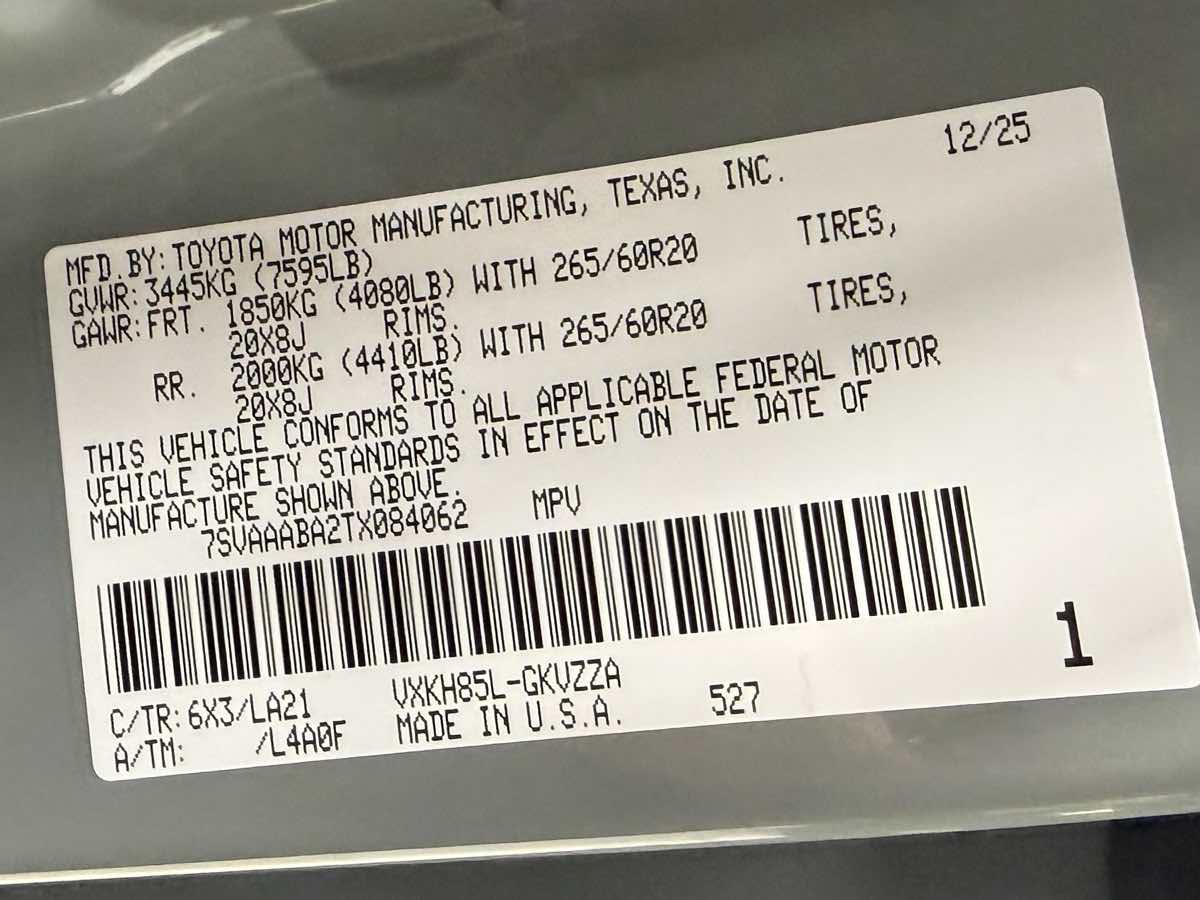 12/25
MFD.BY: TOYOTA MOTOR MANUFACTURING, TEXAS, INC.
GVWR: 3445KG (7595LB)
GAWR: FRT. 1850KG (4080LB) WITH 265/60R20 TIRES,
20X8J RIMS.
RR. 2000KG (4410LB) WITH 265/60R20 TIRES,
20X8J RIMS.
THIS VEHICLE CONFORMS TO ALL APPLICABLE FEDERAL MOTOR
VEHICLE SAFETY STANDARDS IN EFFECT ON THE DATE OF
MANUFACTURE SHOWN ABOVE.
7SVAAABA2TX084062 MPV
1
C/TR: 6X3/LA21 VXKH85L-GKVZZA
A/TM: /L4A0F MADE IN U.S.A. 527